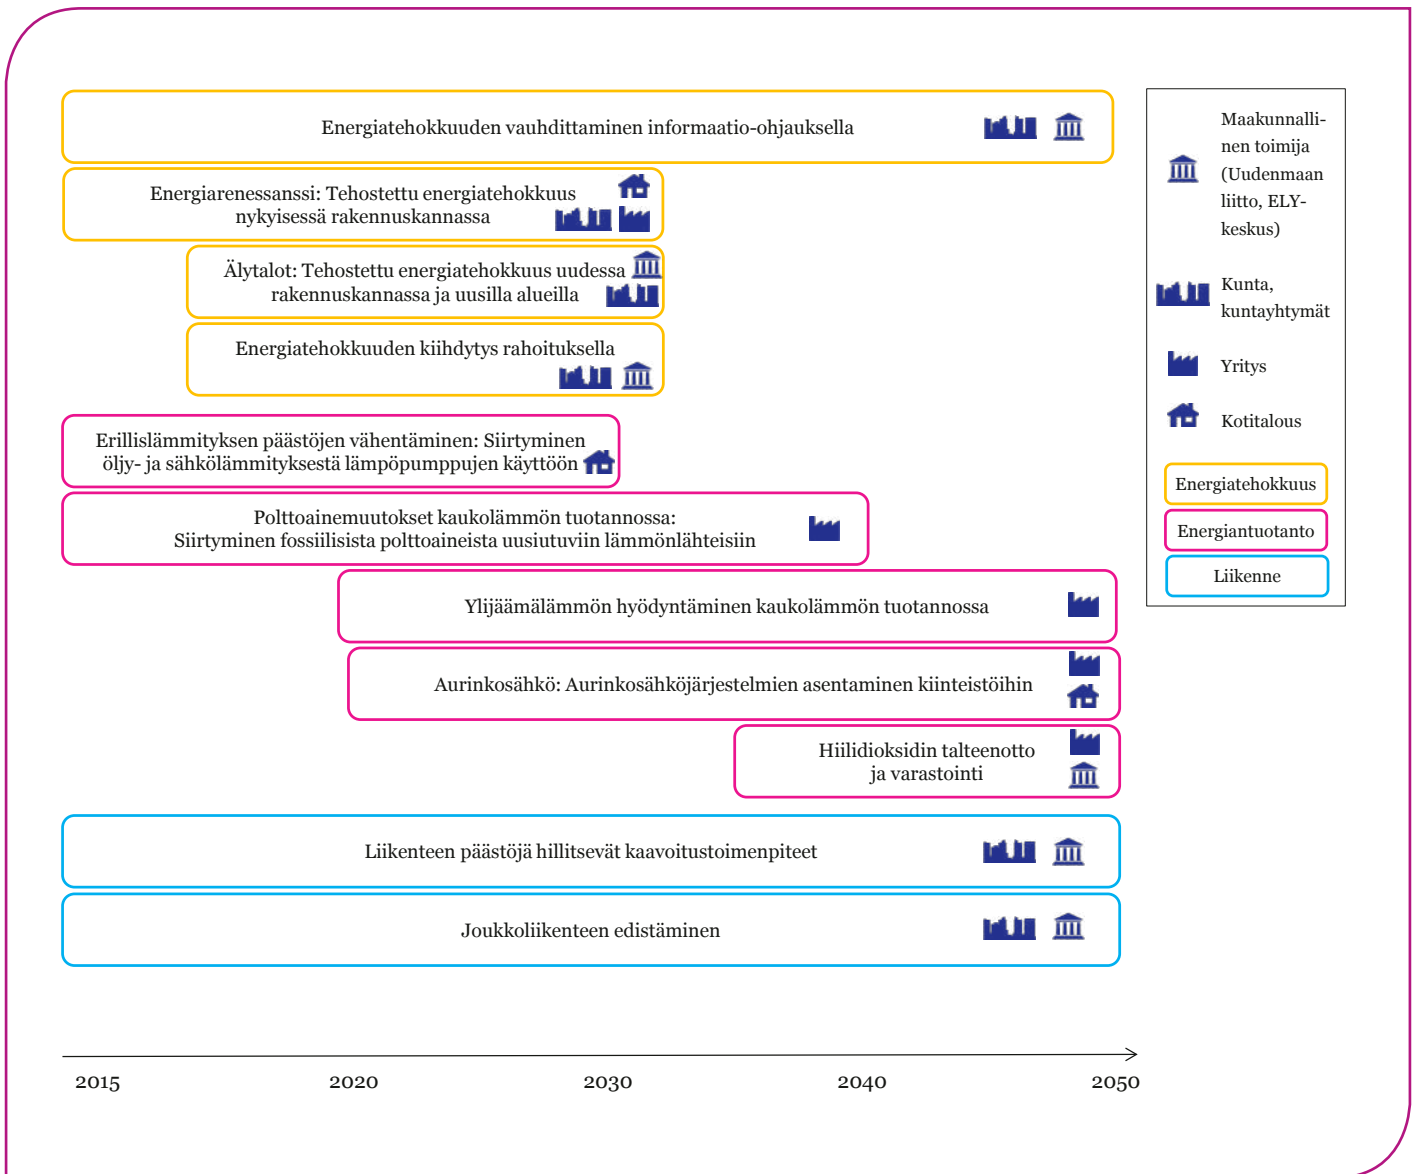 Energiatehokkuuden vauhdittaminen informaatio-ohjauksella
Energiarenessanssi: Tehostettu energiatehokkuus
nykyisessä rakennuskannassa
Älytalot: Tehostettu energiatehokkuus uudessa
rakennuskannassa ja uusilla alueilla
Energiatehokkuuden kiihdytys rahoituksella
Erillislämmityksen päästöjen vähentäminen: Siirtyminen
öljy- ja sähkölämmityksestä lämpöpumppujen käyttöön
Polttoainemuutokset kaukolämmön tuotannossa:
Siirtyminen fossiilisista polttoaineista uusiutuviin lämmönlähteisiin
Ylijäämälämmön hyödyntäminen kaukolämmön tuotannossa
Aurinkosähkö: Aurinkosähköjärjestelmien asentaminen kiinteistöihin
Hiilidioksidin talteenotto
ja varastointi
Liikenteen päästöjä hillitsevät kaavoitustoimenpiteet
Joukkoliikenteen edistäminen
2015 2020 2030 2040 2050
Maakunnalli-
nen toimija
(Uudenmaan
liitto, ELY-
keskus)
Kunta,
kuntayhtymät
Yritys
Kotitalous
Energiatehokkuus
Energiantuotanto
Liikenne